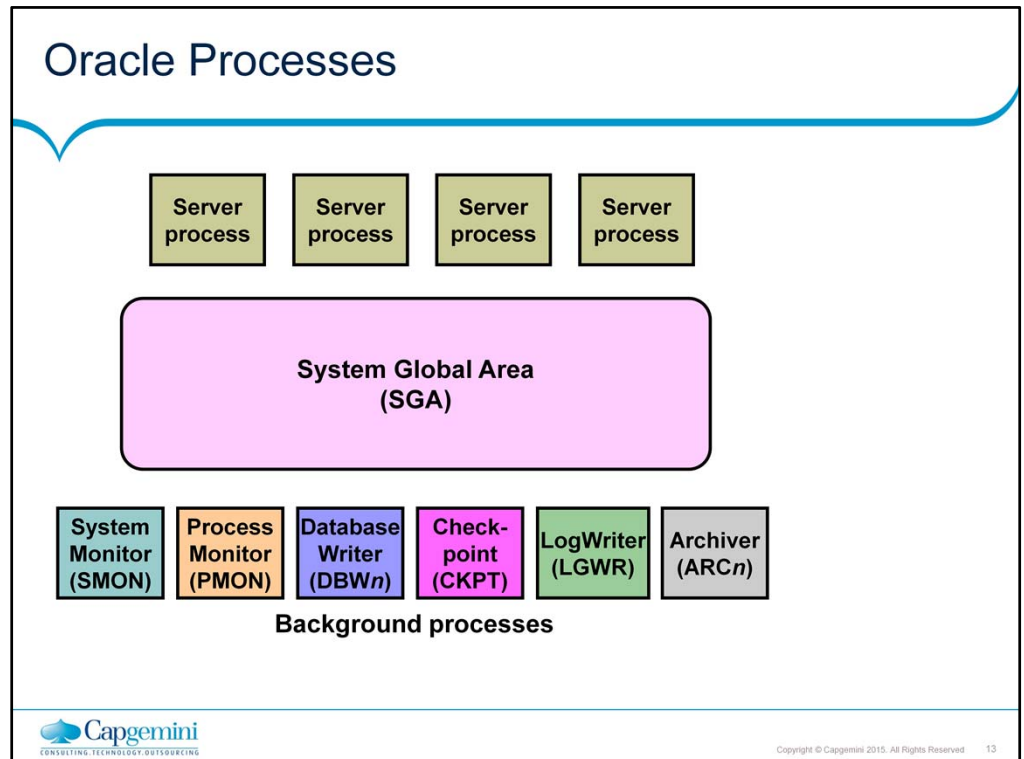 Oracle Processes
Server
process
Server
process
Server
process
Server
process
System Global Area
(SGA)
System
Monitor
(SMON)
Process
Monitor
(PMON)
Database
Writer
(DBWn)
Check-
point
(CKPT)
LogWriter
(LGWR)
Archiver
(ARCn)
Background processes
Capgemini
CONSULTING.TECHNOLOGY.OUTSOURCING
Copyright © Capgemini 2015. All Rights Reserved 13